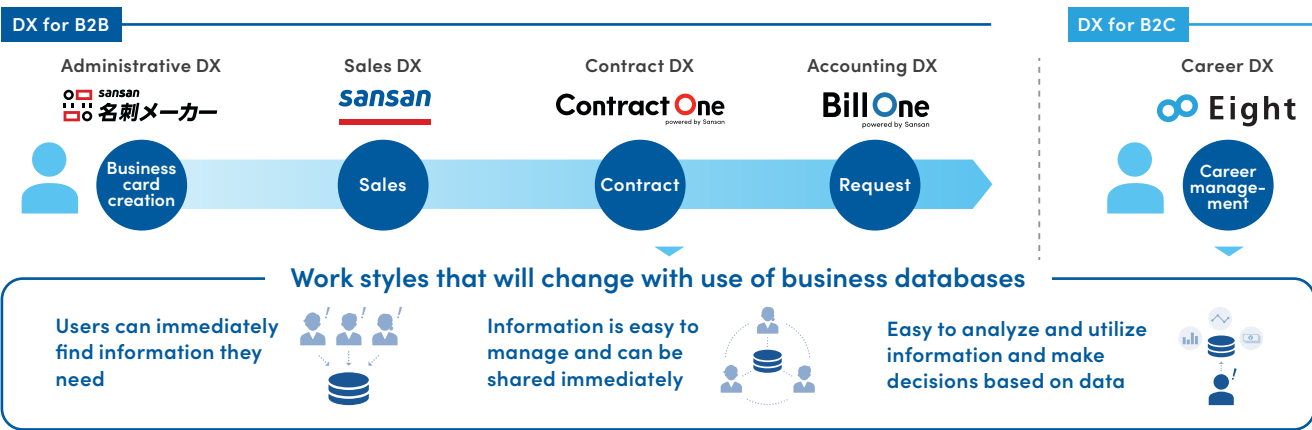 DX for B2B
DX for B2C
Administrative DX
Sales DX
Contract DX
Accounting DX
Career DX
sansan
名刺メーカー
sansan
Contract One
powered by Sansan
Bill One
powered by Sansan
Eight
Business
card
creation
Sales
Contract
Request
Career
manage-
ment
Work styles that will change with use of business databases
Users can immediately
find information they
need
Information is easy to
manage and can be
shared immediately
Easy to analyze and utilize
information and make
decisions based on data